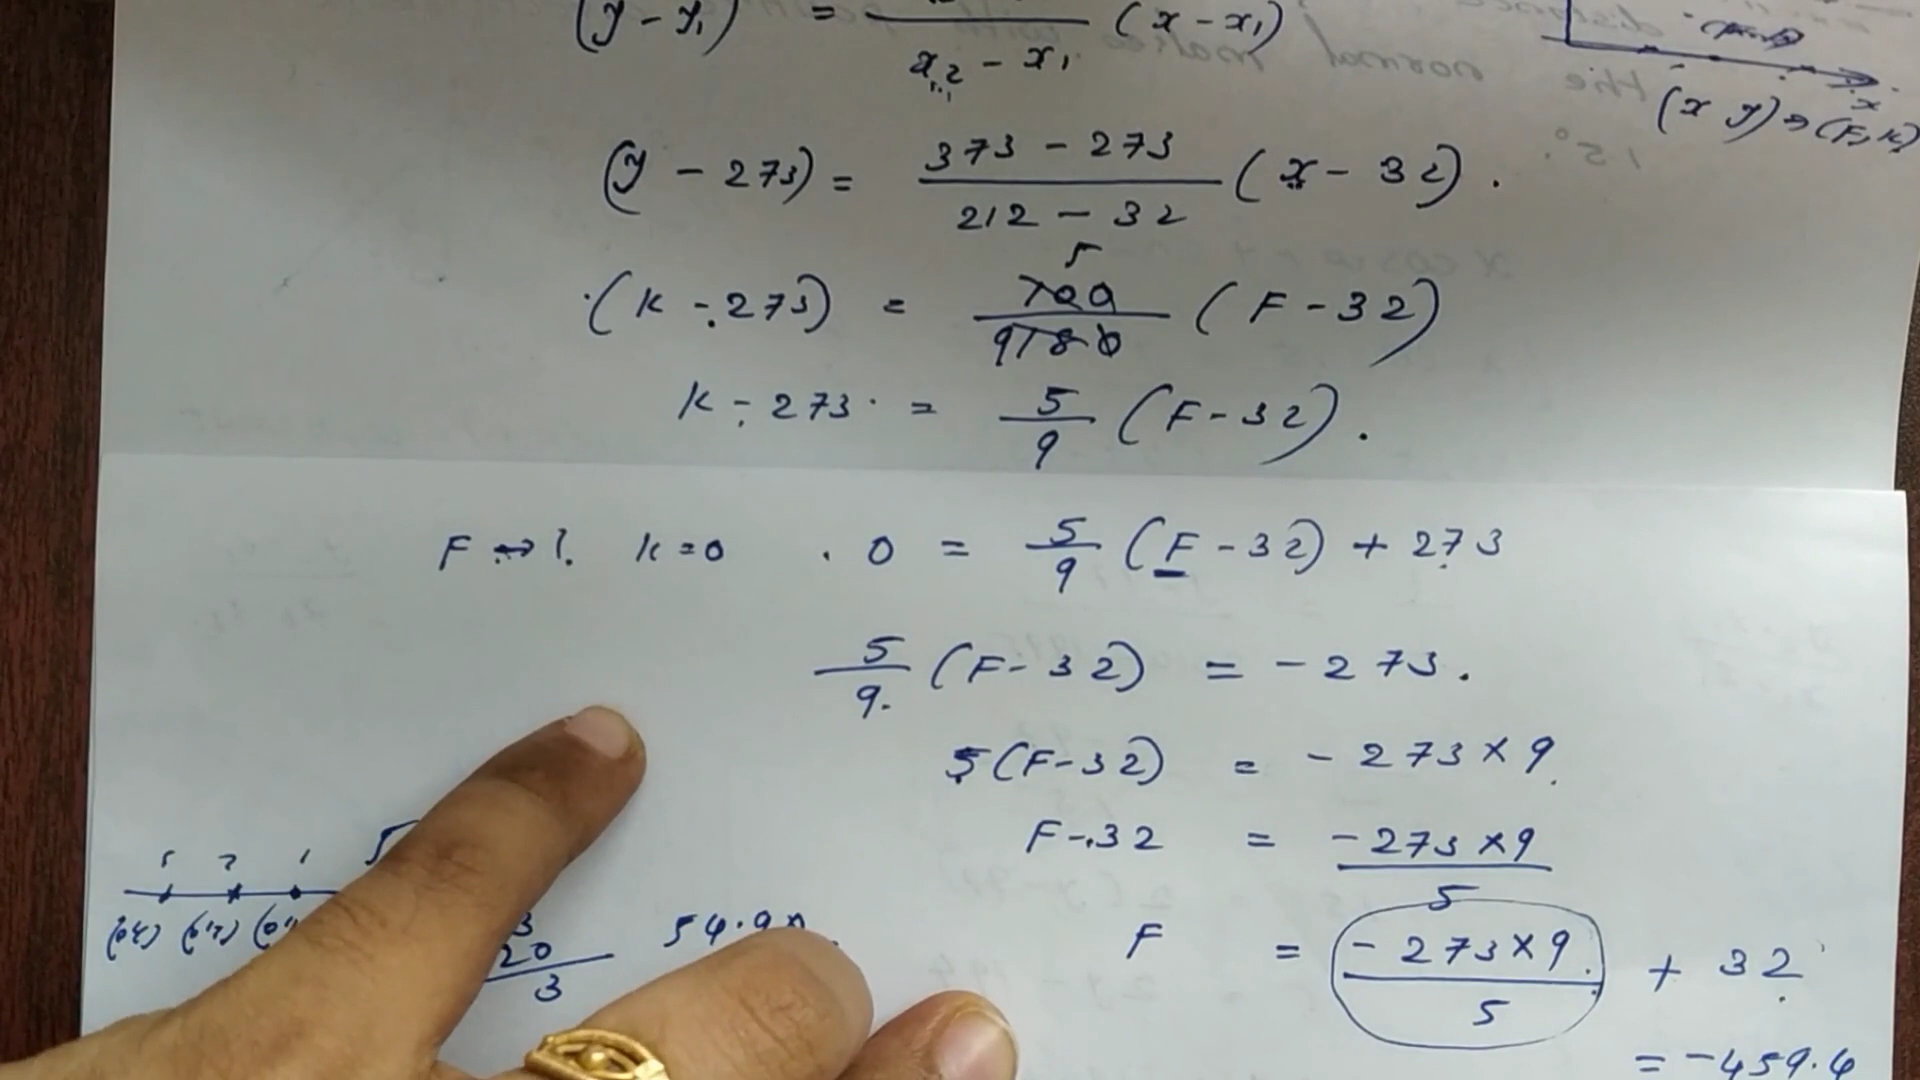 (y - y₁) = ――― (x - x₁)
x₂ - x₁
x
(x y) → (F, K)
(y - 273) = 373 - 273 / 212 - 32 (x - 32).
5
(K - 273) = 100 / 9 180 (F - 32)
K - 273 = 5/9 (F - 32).
F → ?. K = 0 . 0 = 5/9 (F - 32) + 273
5/9. (F - 32) = - 273.
5 (F - 32) = - 273 × 9.
F - 32 = - 273 × 9 / 5
F = - 273 × 9. / 5 + 32
= - 459.4
20
3